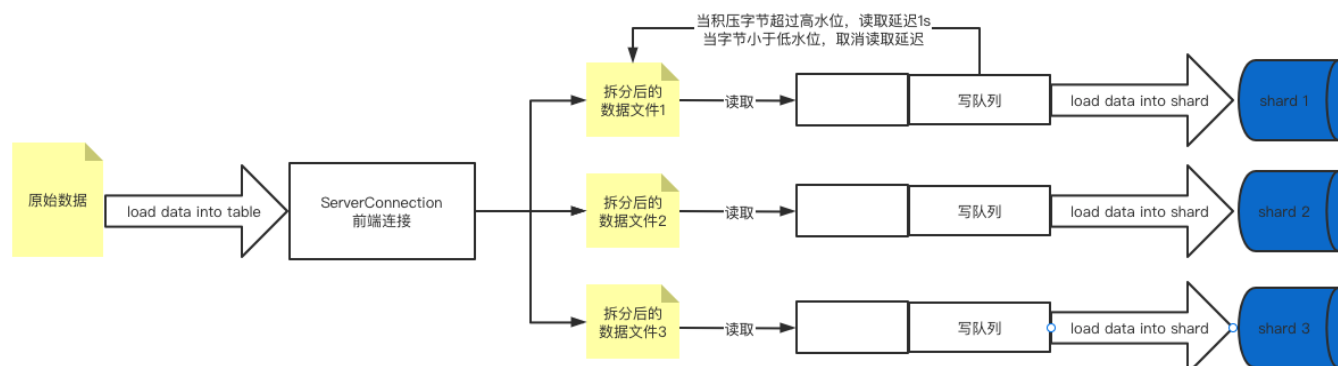 当积压字节超过高水位，读取延迟1s
当字节小于低水位，取消读取延迟
拆分后的
数据文件1
读取
写队列
load data into shard
shard 1
原始数据
load data into table
ServerConnection
前端连接
拆分后的
数据文件2
读取
写队列
load data into shard
shard 2
拆分后的
数据文件3
读取
写队列
load data into shard
shard 3